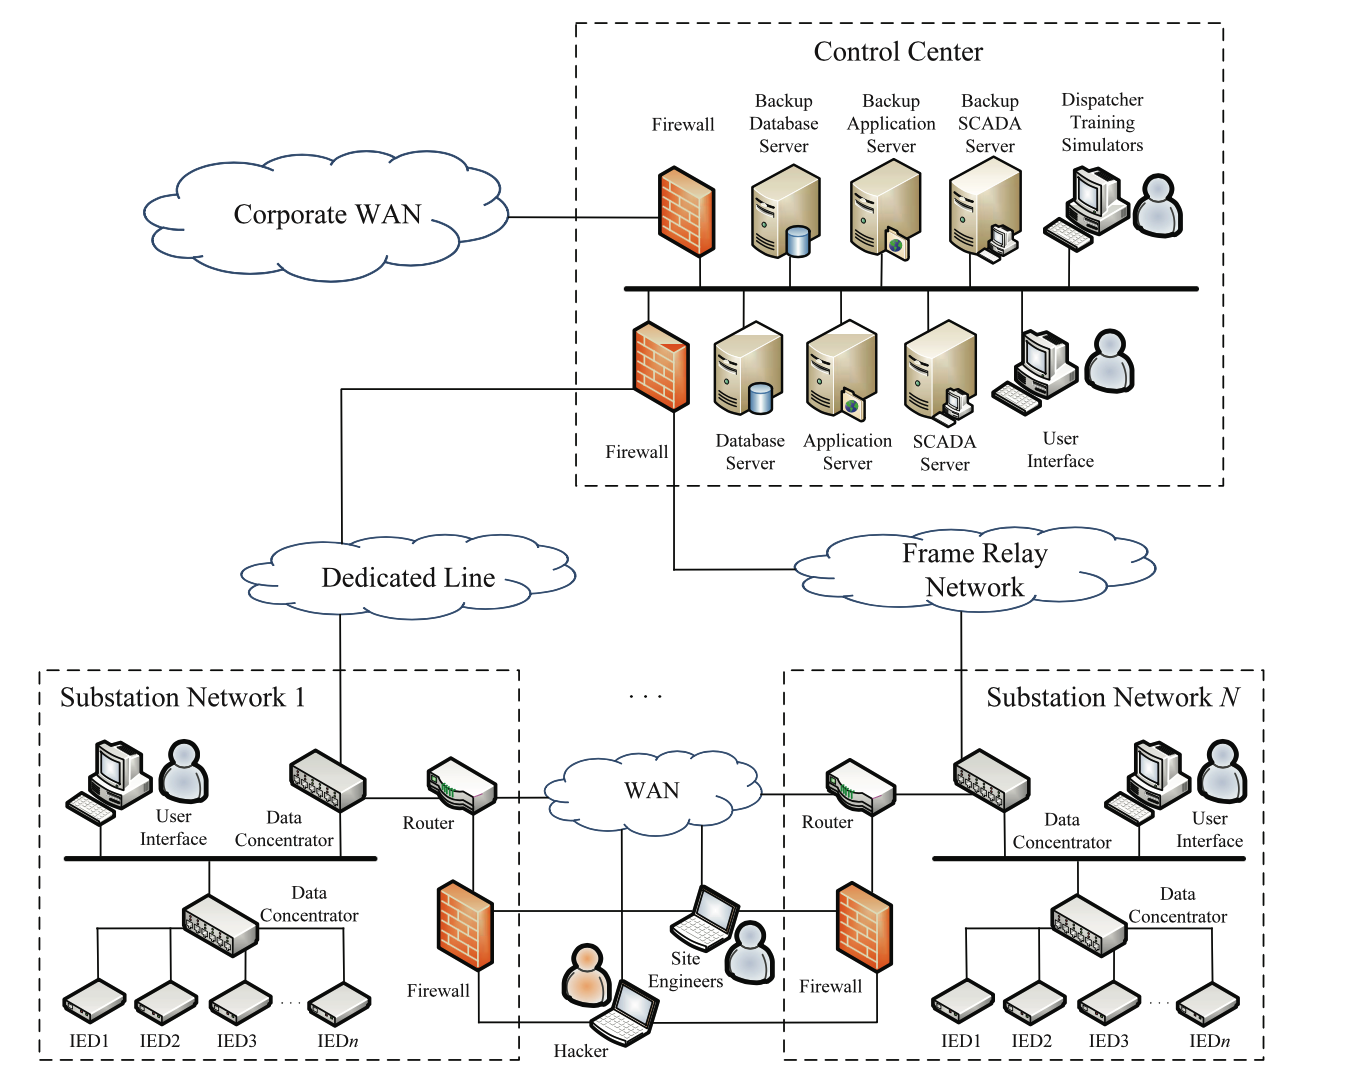 Control Center
Firewall
Backup
Database
Server
Backup
Application
Server
Backup
SCADA
Server
Dispatcher
Training
Simulators
Corporate WAN
Firewall
Database
Server
Application
Server
SCADA
Server
User
Interface
Dedicated Line
Frame Relay
Network
Substation Network 1
. . .
Substation Network N
User
Interface
Data
Concentrator
Router
WAN
Router
Data
Concentrator
User
Interface
Data
Concentrator
Firewall
Site
Engineers
Hacker
Firewall
Data
Concentrator
IED1
IED2
IED3
. . . .
IEDn
IED1
IED2
IED3
. . . .
IEDn